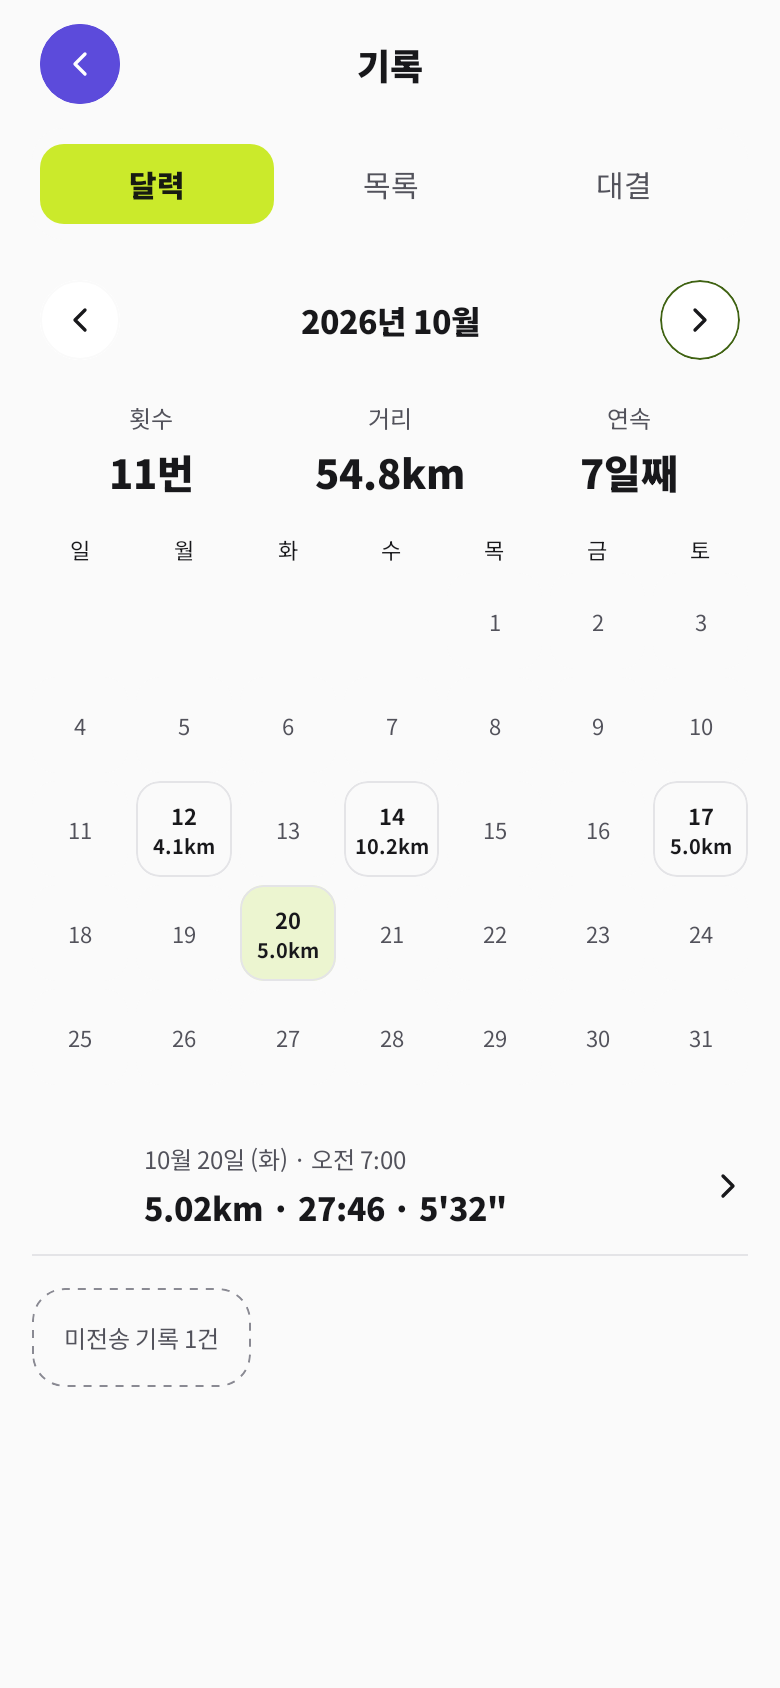 기록
달력 목록 대결
2026년 10월
횟수 거리 연속
11번 54.8km 7일째
일 월 화 수 목 금 토
1 2 3
4 5 6 7 8 9 10
11 12 4.1km 13 14 10.2km 15 16 17 5.0km
18 19 20 5.0km 21 22 23 24
25 26 27 28 29 30 31
10월 20일 (화) · 오전 7:00
5.02km · 27:46 · 5'32"
미전송 기록 1건